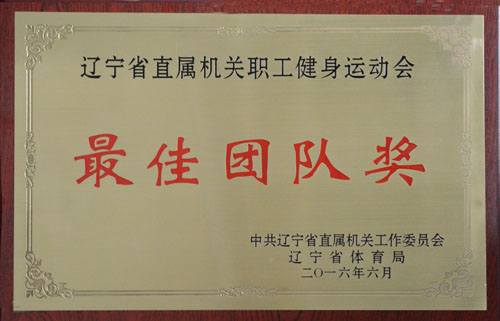 辽宁省直属机关职工健身运动会
最佳团队奖
中共辽宁省直属机关工作委员会
辽宁省体育局
二〇一六年六月